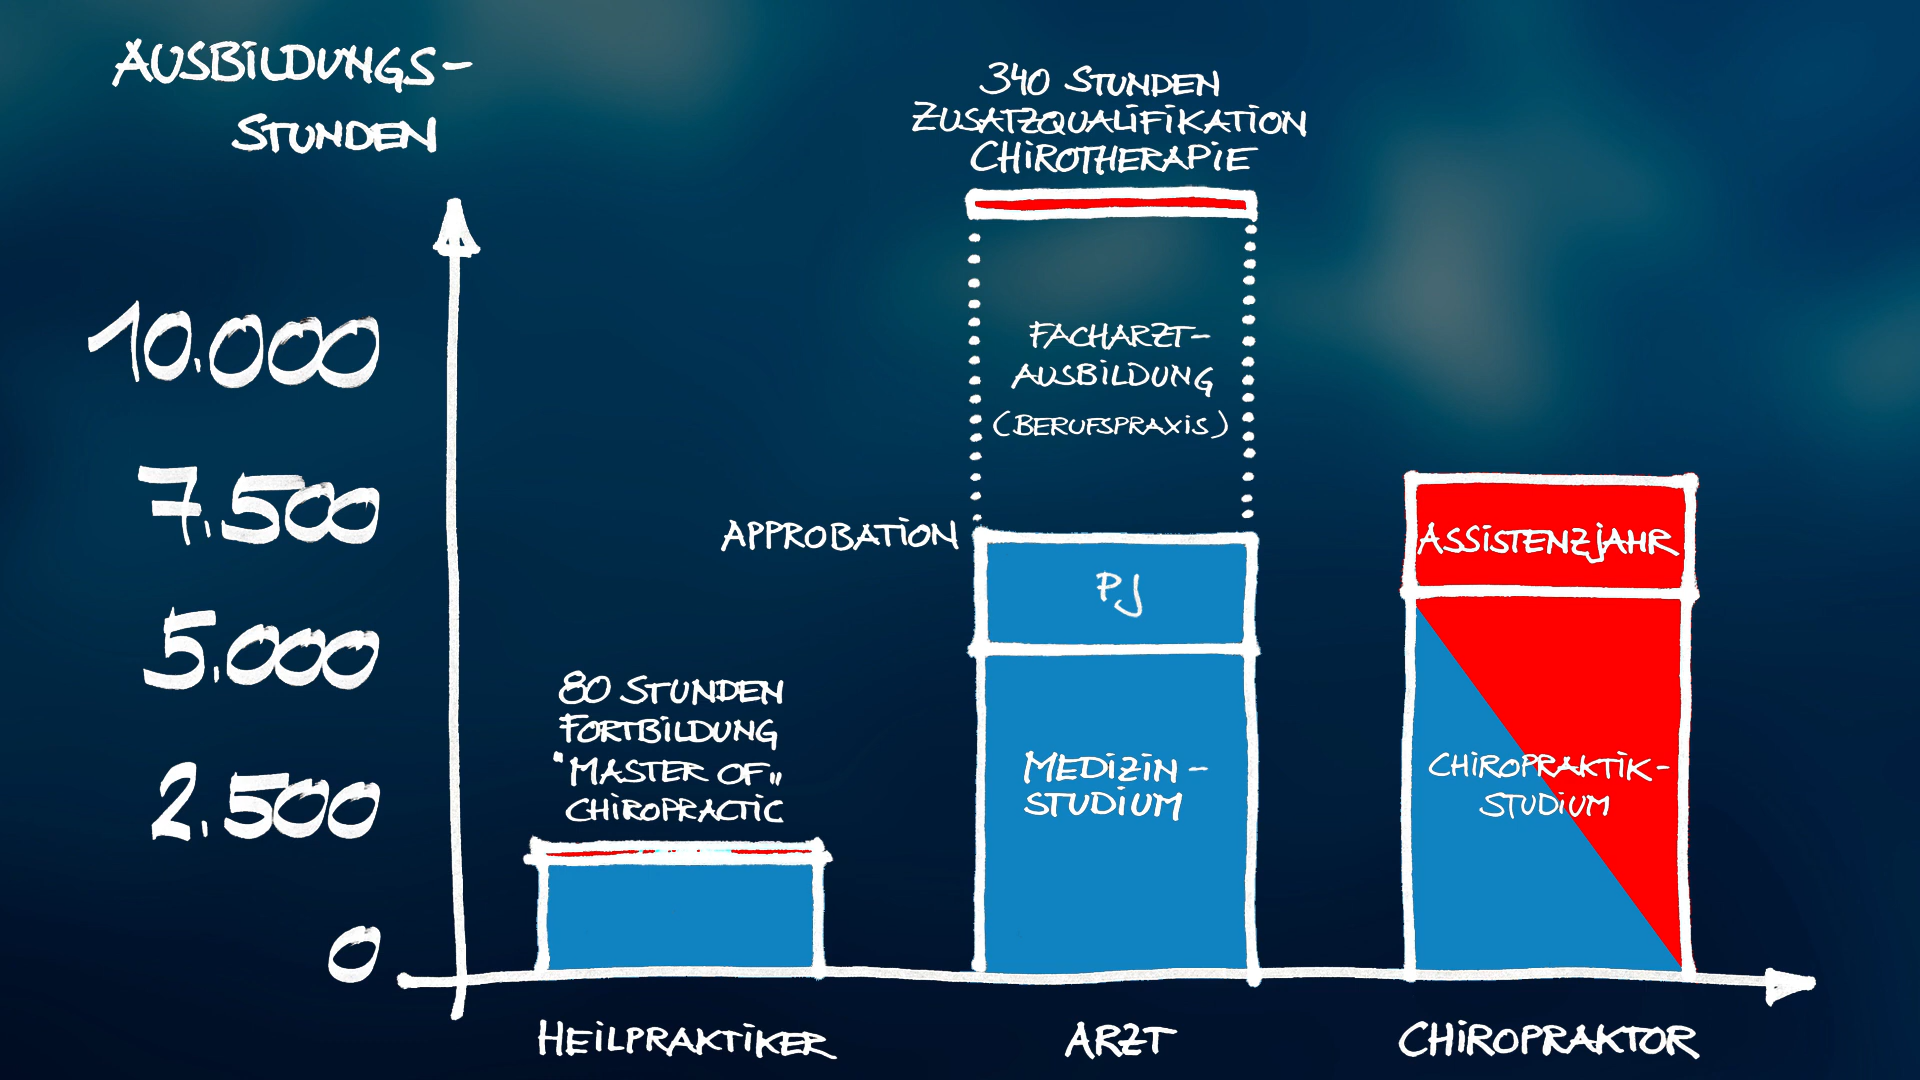 AUSBILDUNGS-
STUNDEN
10.000
7.500
5.000
2.500
0
80 STUNDEN
FORTBILDUNG
"MASTER OF"
CHIROPRACTIC
HEILPRAKTIKER
340 STUNDEN
ZUSATZQUALIFIKATION
CHIROTHERAPIE
FACHARZT-
AUSBILDUNG
(BERUFSPRAXIS)
APPROBATION
PJ
MEDIZIN-
STUDIUM
ARZT
ASSISTENZJAHR
CHIROPRAKTIK-
STUDIUM
CHIROPRAKTOR